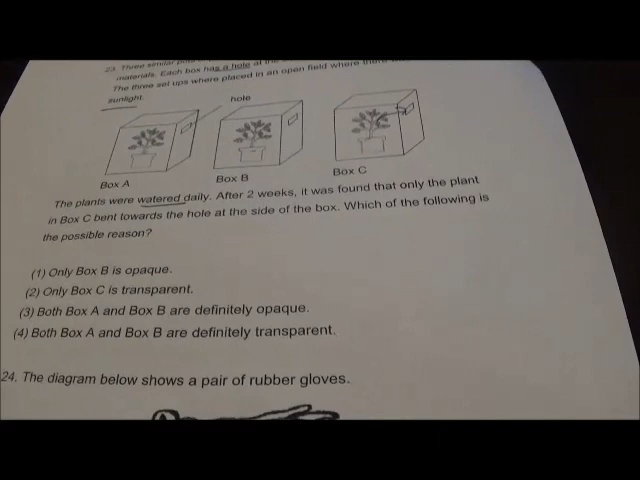 23. Three similar
materials. Each box has a hole at the
The three set ups where placed in an open field where there
sunlight.
hole
Box A
Box B
Box C
The plants were watered daily. After 2 weeks, it was found that only the plant
in Box C bent towards the hole at the side of the box. Which of the following is
the possible reason?
(1) Only Box B is opaque.
(2) Only Box C is transparent.
(3) Both Box A and Box B are definitely opaque.
(4) Both Box A and Box B are definitely transparent.
24. The diagram below shows a pair of rubber gloves.